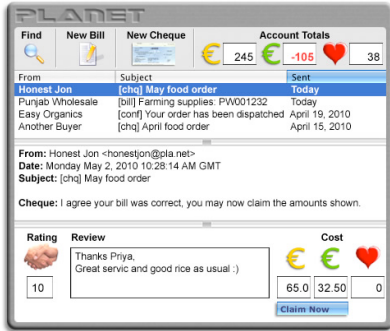 PLANET
Find New Bill New Cheque Account Totals
€ 245 € -105 38
From Subject Sent
Honest Jon [chq] May food order Today
Punjab Wholesale [bill] Farming supplies: PW001232 Today
Easy Organics [conf] Your order has been dispatched April 19, 2010
Another Buyer [chq] April food order April 15, 2010
From: Honest Jon <honestjon@pla.net>
Date: Monday May 2, 2010 10:28:14 AM GMT
Subject: [chq] May food order
Cheque: I agree your bill was correct, you may now claim the amounts shown.
Rating Review Cost
Thanks Priya,
Great servic and good rice as usual :)
€ €
10 65.0 32.50 0
Claim Now